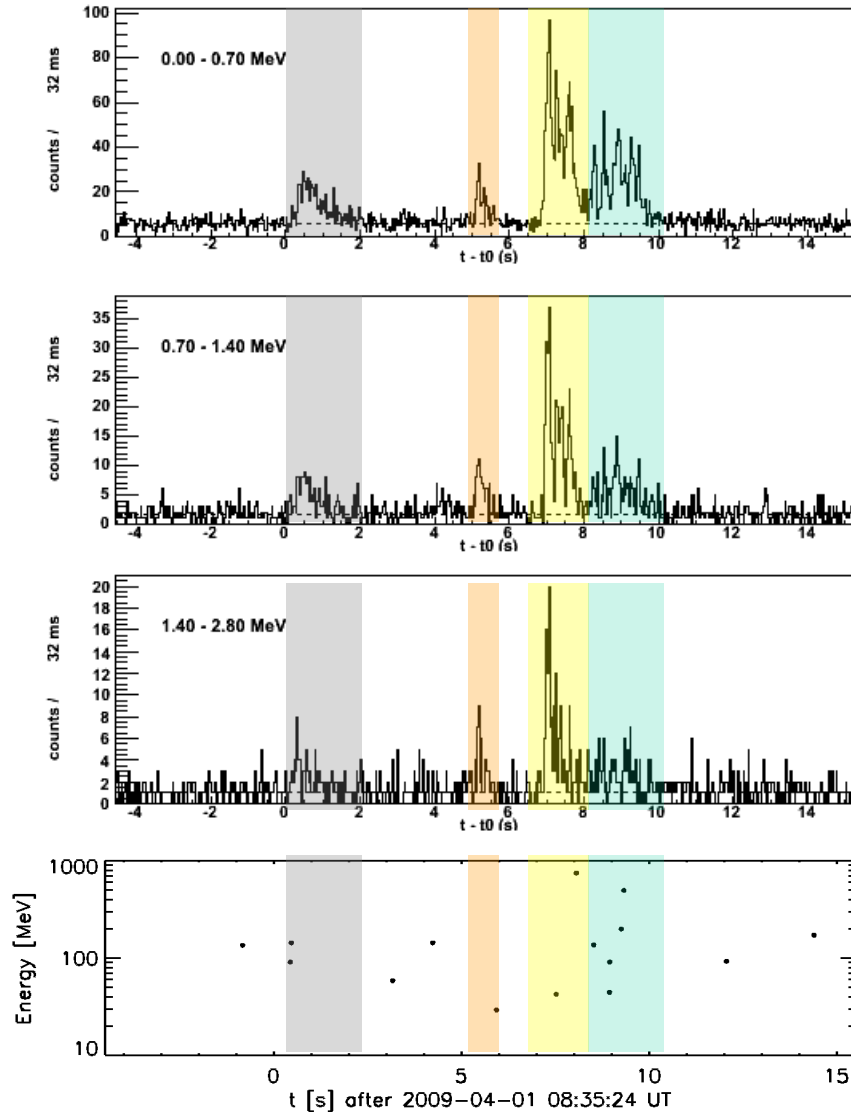 100
80
60
40
20
0
counts / 32 ms
0.00 - 0.70 MeV
-4 -2 0 2 4 6 8 10 12 14
t - t0 (s)
35
30
25
20
15
10
5
0
counts / 32 ms
0.70 - 1.40 MeV
-4 -2 0 2 4 6 8 10 12 14
t - t0 (s)
20
18
16
14
12
10
8
6
4
2
0
counts / 32 ms
1.40 - 2.80 MeV
-4 -2 0 2 4 6 8 10 12 14
t - t0 (s)
1000
100
10
Energy [MeV]
0 5 10 15
t [s] after 2009-04-01 08:35:24 UT